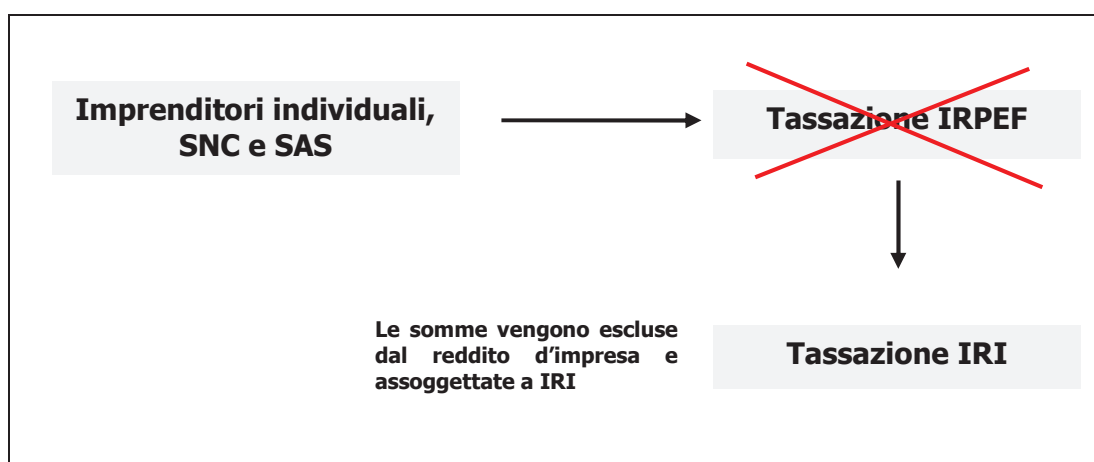 Imprenditori individuali,
SNC e SAS
Tassazione IRPEF
Le somme vengono escluse
dal reddito d'impresa e
assoggettate a IRI
Tassazione IRI